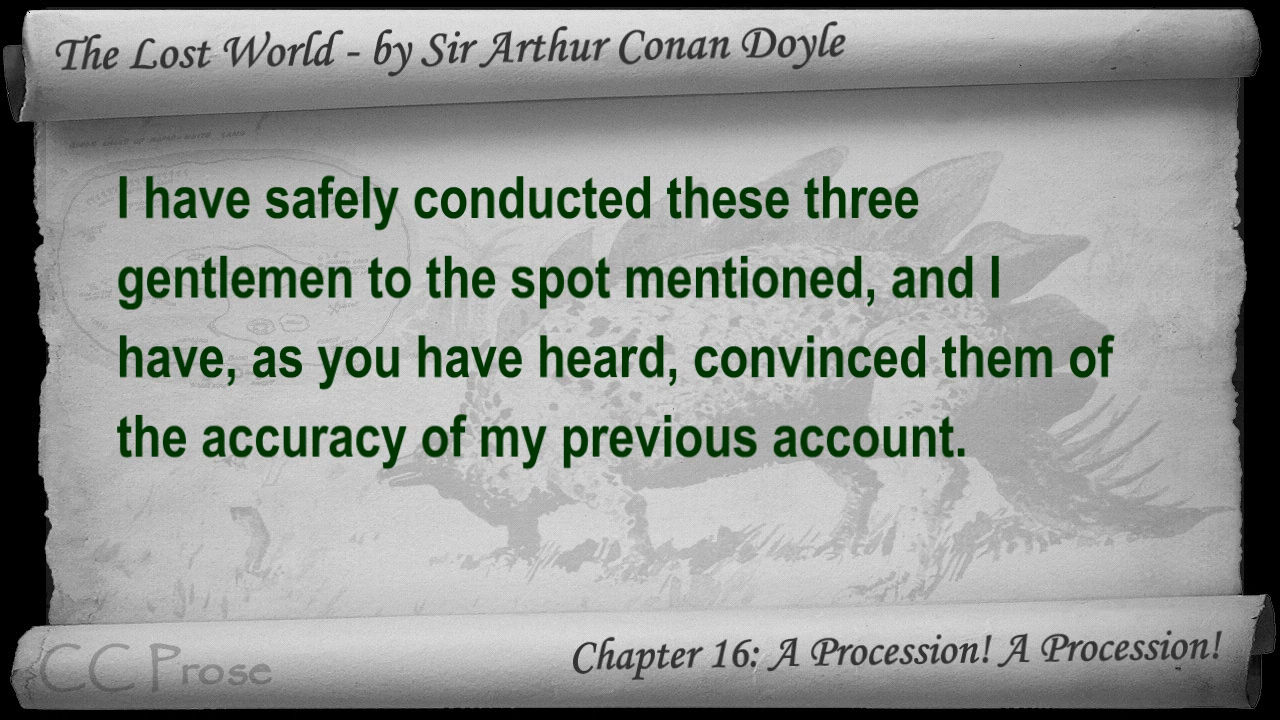 The Lost World - by Sir Arthur Conan Doyle
I have safely conducted these three
gentlemen to the spot mentioned, and I
have, as you have heard, convinced them of
the accuracy of my previous account.
Chapter 16: A Procession! A Procession!
CC Prose